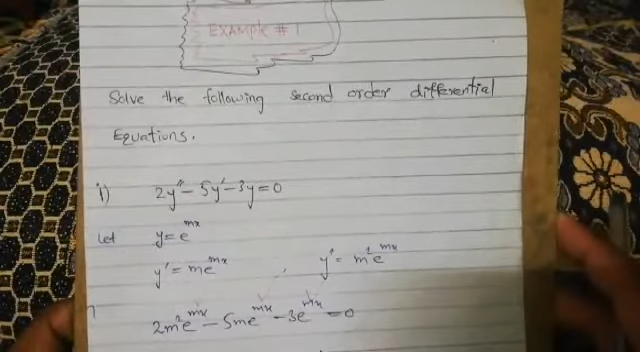 EXAMPLE # 1
Solve the following second order differential
Equations.
i) 2y" - 5y' - 3y = 0
Let y = e^mx
y' = me^mx y" = m²e^mx
2m²e^mx - 5me^mx - 3e^mx = 0